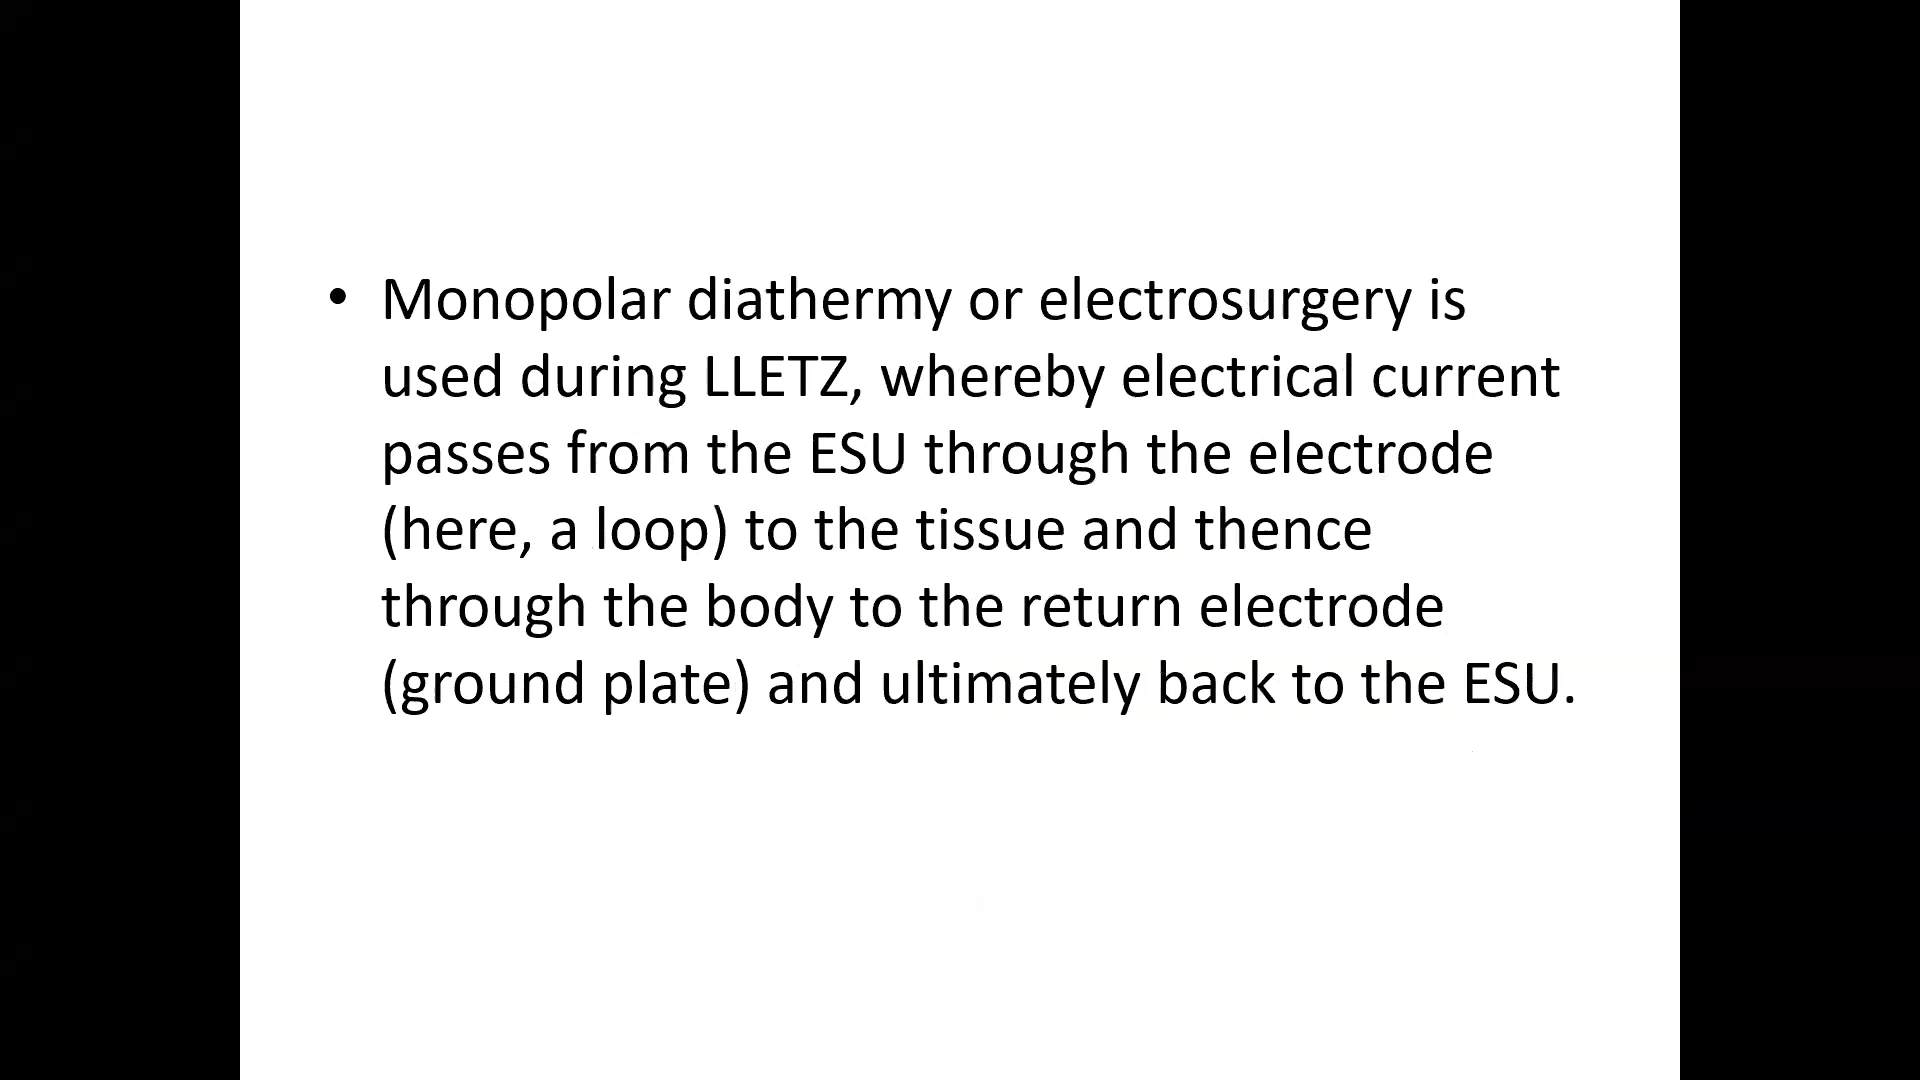 • Monopolar diathermy or electrosurgery is
used during LLETZ, whereby electrical current
passes from the ESU through the electrode
(here, a loop) to the tissue and thence
through the body to the return electrode
(ground plate) and ultimately back to the ESU.